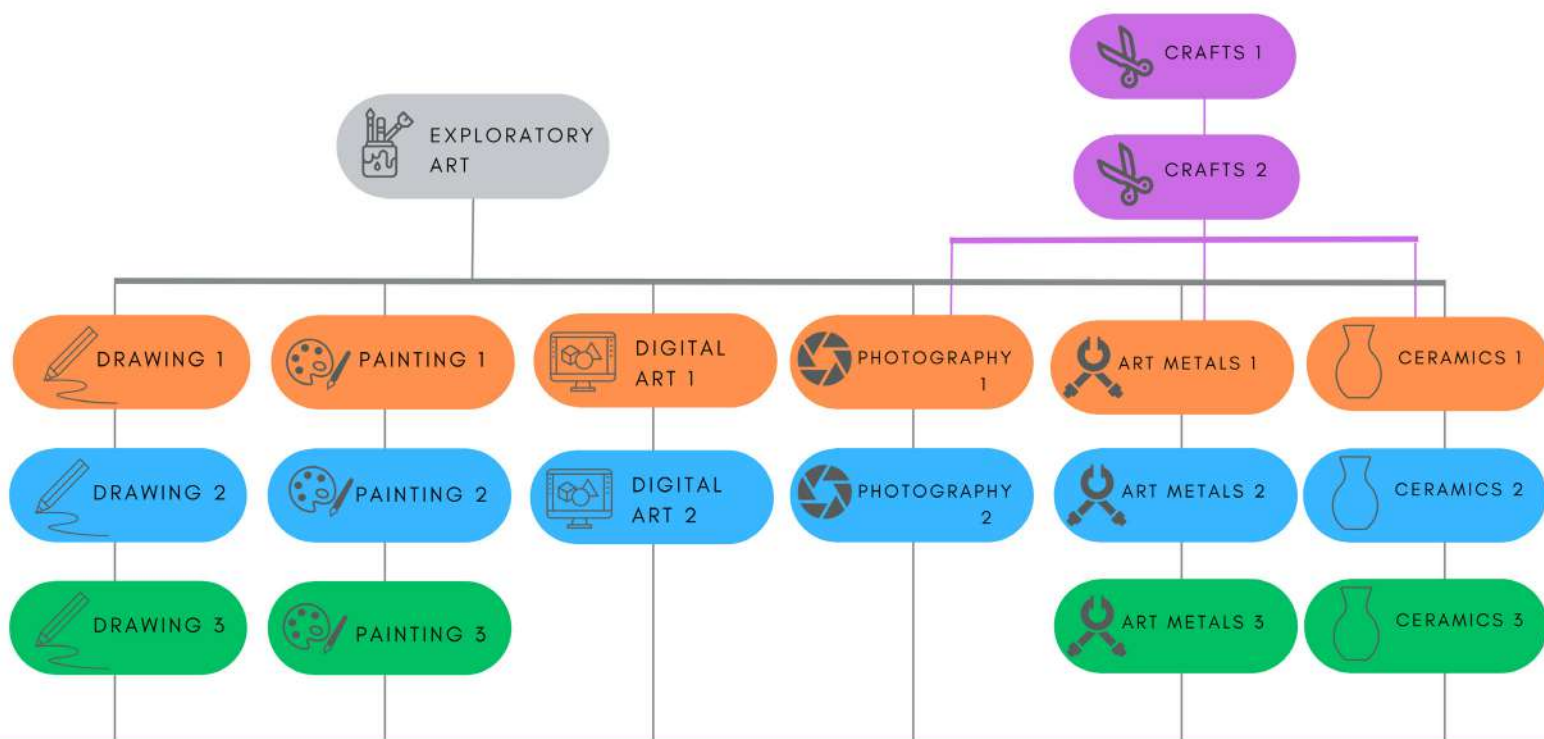 CRAFTS 1
EXPLORATORY
ART
CRAFTS 2
DRAWING 1
PAINTING 1
DIGITAL
ART 1
PHOTOGRAPHY
1
ART METALS 1
CERAMICS 1
DRAWING 2
PAINTING 2
DIGITAL
ART 2
PHOTOGRAPHY
2
ART METALS 2
CERAMICS 2
DRAWING 3
PAINTING 3
ART METALS 3
CERAMICS 3